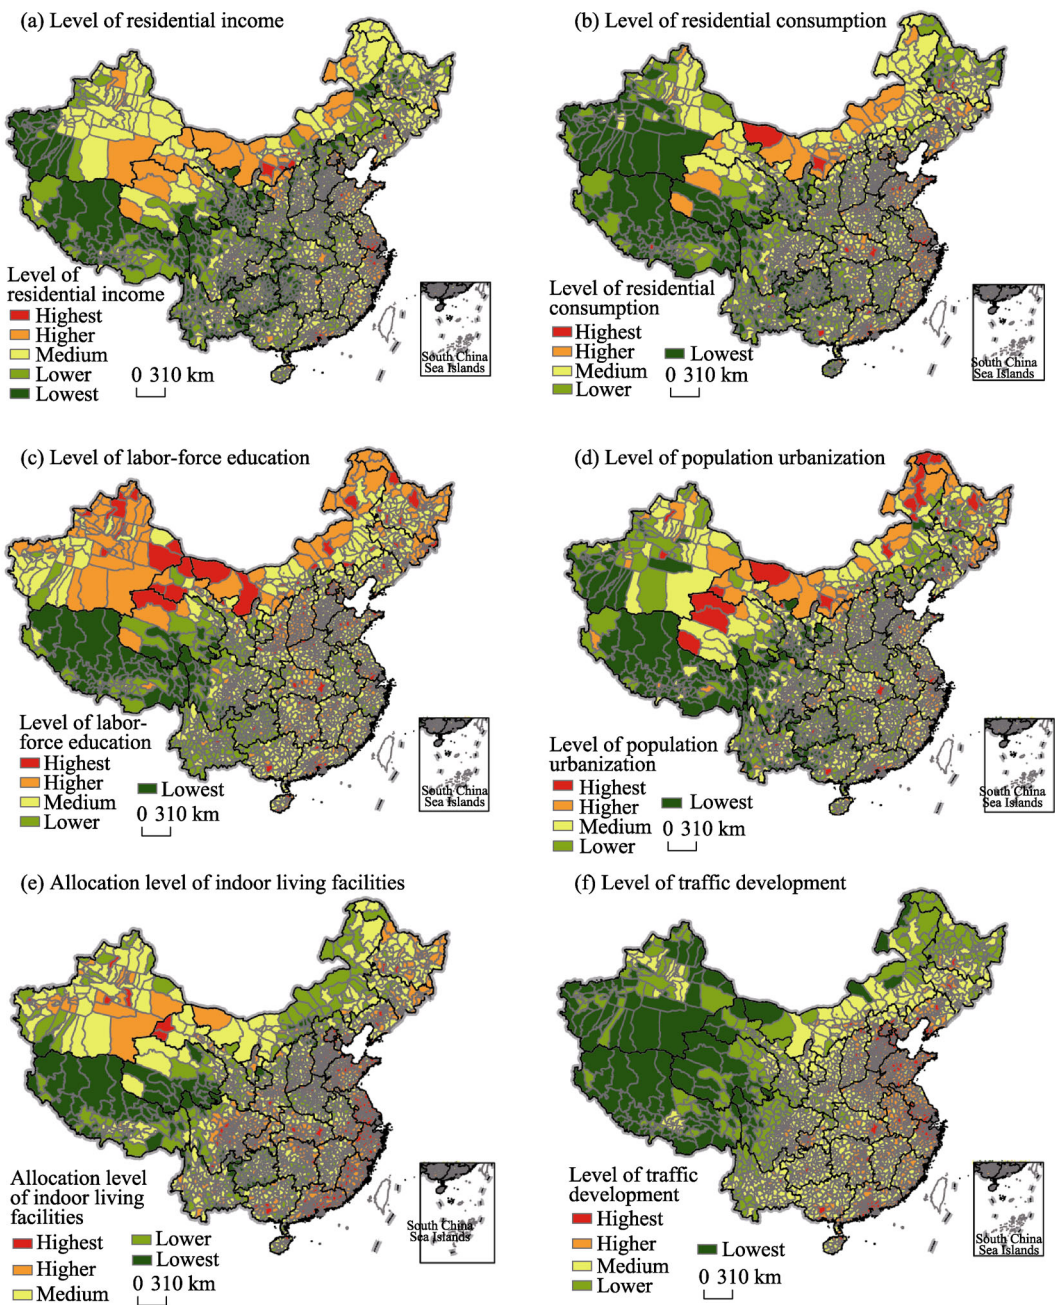 (a) Level of residential income
Level of
residential income
Highest
Higher
Medium
Lower
Lowest
0 310 km
South China
Sea Islands
(b) Level of residential consumption
Level of residential
consumption
Highest
Higher
Medium
Lower
Lowest
0 310 km
South China
Sea Islands
(c) Level of labor-force education
Level of labor-
force education
Highest
Higher
Medium
Lower
Lowest
0 310 km
South China
Sea Islands
(d) Level of population urbanization
Level of population
urbanization
Highest
Higher
Medium
Lower
Lowest
0 310 km
South China
Sea Islands
(e) Allocation level of indoor living facilities
Allocation level
of indoor living
facilities
Highest
Higher
Medium
Lower
Lowest
0 310 km
South China
Sea Islands
(f) Level of traffic development
Level of traffic
development
Highest
Higher
Medium
Lower
Lowest
0 310 km
South China
Sea Islands